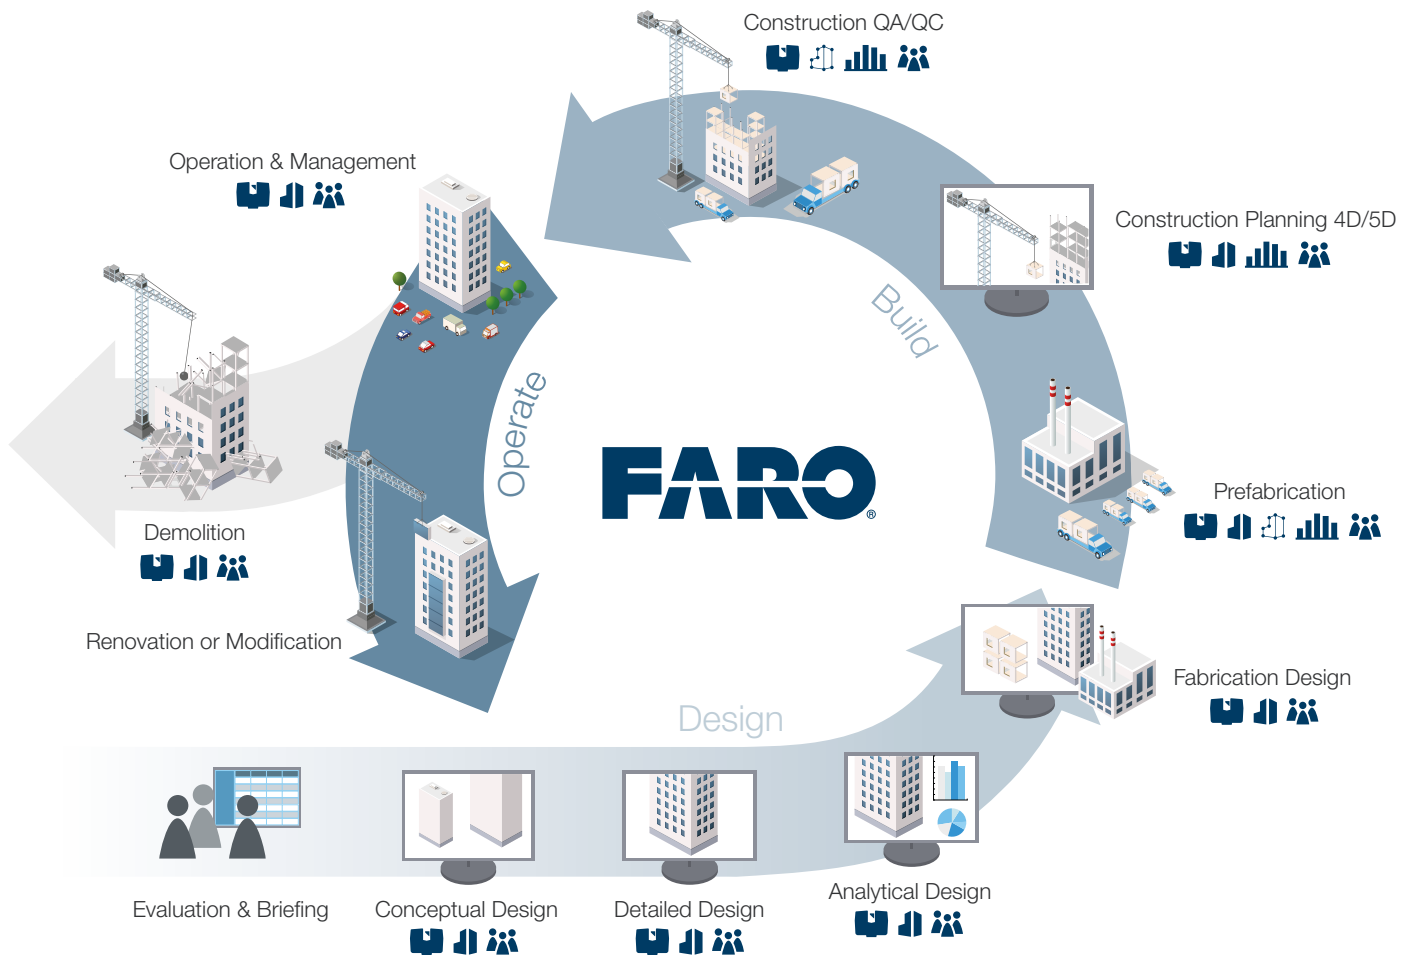 Construction QA/QC
Operation & Management
Construction Planning 4D/5D
Build
Operate
FARO®
Prefabrication
Demolition
Renovation or Modification
Fabrication Design
Design
Evaluation & Briefing
Conceptual Design
Detailed Design
Analytical Design